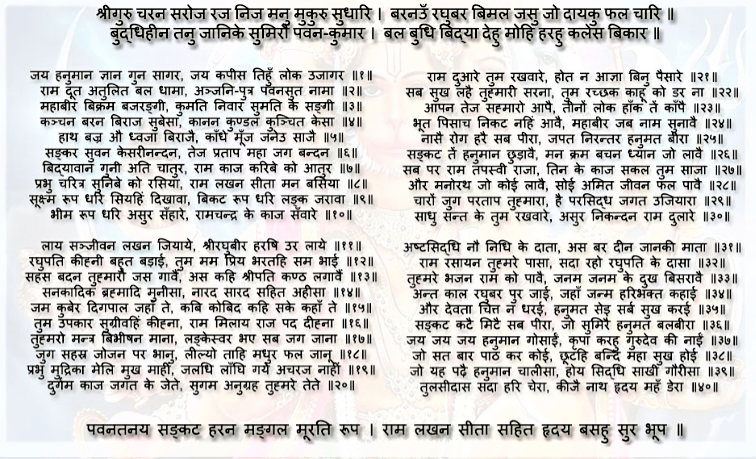 श्रीगुरु चरन सरोज रज निज मनु मुकुरु सुधारि । बरनउँ रघुबर बिमल जसु जो दायकु फल चारि ॥
बुद्धिहीन तनु जानिके सुमिरौं पवन-कुमार । बल बुधि बिद्या देहु मोहिं हरहु कलेस बिकार ॥
जय हनुमान ज्ञान गुन सागर, जय कपीस तिहुँ लोक उजागर ॥१॥
राम दूत अतुलित बल धामा, अञ्जनि-पुत्र पवनसुत नामा ॥२॥
महाबीर बिक्रम बजरङ्गी, कुमति निवार सुमति के सङ्गी ॥३॥
कञ्चन बरन बिराज सुबेसा, कानन कुण्डल कुञ्चित केसा ॥४॥
हाथ बज्र औ ध्वजा बिराजै, काँधे मूँज जनेउ साजै ॥५॥
सङ्कर सुवन केसरीनन्दन, तेज प्रताप महा जग बन्दन ॥६॥
बिद्यावान गुनी अति चातुर, राम काज करिबे को आतुर ॥७॥
प्रभु चरित्र सुनिबे को रसिया, राम लखन सीता मन बसिया ॥८॥
सूक्ष्म रूप धरि सियहिं दिखावा, बिकट रूप धरि लङ्क जरावा ॥९॥
भीम रूप धरि असुर सँहारे, रामचन्द्र के काज सँवारे ॥१०॥
लाय सञ्जीवन लखन जियाये, श्रीरघुबीर हरषि उर लाये ॥११॥
रघुपति कीह्नी बहुत बड़ाई, तुम मम प्रिय भरतहि सम भाई ॥१२॥
सहस बदन तुह्मारौ जस गावैं, अस कहि श्रीपति कण्ठ लगावैं ॥१३॥
सनकादिक ब्रह्मादि मुनीसा, नारद सारद सहित अहीसा ॥१४॥
जम कुबेर दिगपाल जहाँ ते, कबि कोबिद कहि सके कहाँ ते ॥१५॥
तुम उपकार सुग्रीवहिं कीह्ना, राम मिलाय राज पद दीह्ना ॥१६॥
तुह्मरो मन्त्र बिभीषन माना, लङ्केस्वर भए सब जग जाना ॥१७॥
जुग सहस्र जोजन पर भानु, लील्यो ताहि मधुर फल जानू ॥१८॥
प्रभु मुद्रिका मेलि मुख माहीं, जलधि लाँघि गये अचरज नाहीं ॥१९॥
दुर्गम काज जगत के जेते, सुगम अनुग्रह तुह्मरे तेते ॥२०॥
राम दुआरे तुम रखवारे, होत न आज्ञा बिनु पैसारे ॥२१॥
सब सुख लहै तुह्मारी सरना, तुम रच्छक काहू को डर ना ॥२२॥
आपन तेज सह्मारो आपै, तीनों लोक हाँक तें काँपै ॥२३॥
भूत पिसाच निकट नहिं आवै, महाबीर जब नाम सुनावै ॥२४॥
नासै रोग हरै सब पीरा, जपत निरन्तर हनुमत बीरा ॥२५॥
सङ्कट तें हनुमान छुड़ावै, मन क्रम बचन ध्यान जो लावै ॥२६॥
सब पर राम तपस्वी राजा, तिन के काज सकल तुम साजा ॥२७॥
और मनोरथ जो कोई लावै, सोई अमित जीवन फल पावै ॥२८॥
चारों जुग परताप तुह्मारा, है परसिद्ध जगत उजियारा ॥२९॥
साधु सन्त के तुम रखवारे, असुर निकन्दन राम दुलारे ॥३०॥
अष्टसिद्धि नौ निधि के दाता, अस बर दीन जानकी माता ॥३१॥
राम रसायन तुह्मरे पासा, सदा रहो रघुपति के दासा ॥३२॥
तुह्मरे भजन राम को पावै, जनम जनम के दुख बिसरावै ॥३३॥
अन्त काल रघुबर पुर जाई, जहाँ जन्म हरिभक्त कहाई ॥३४॥
और देवता चित्त न धरई, हनुमत सेइ सर्ब सुख करई ॥३५॥
सङ्कट कटै मिटै सब पीरा, जो सुमिरै हनुमत बलबीरा ॥३६॥
जय जय जय हनुमान गोसाईं, कृपा करहु गुरुदेव की नाईं ॥३७॥
जो सत बार पाठ कर कोई, छूटहि बन्दि महा सुख होई ॥३८॥
जो यह पढ़ै हनुमान चालीसा, होय सिद्धि साखी गौरीसा ॥३९॥
तुलसीदास सदा हरि चेरा, कीजै नाथ हृदय महँ डेरा ॥४०॥
पवनतनय सङ्कट हरन मङ्गल मूरति रूप । राम लखन सीता सहित हृदय बसहु सुर भूप ॥